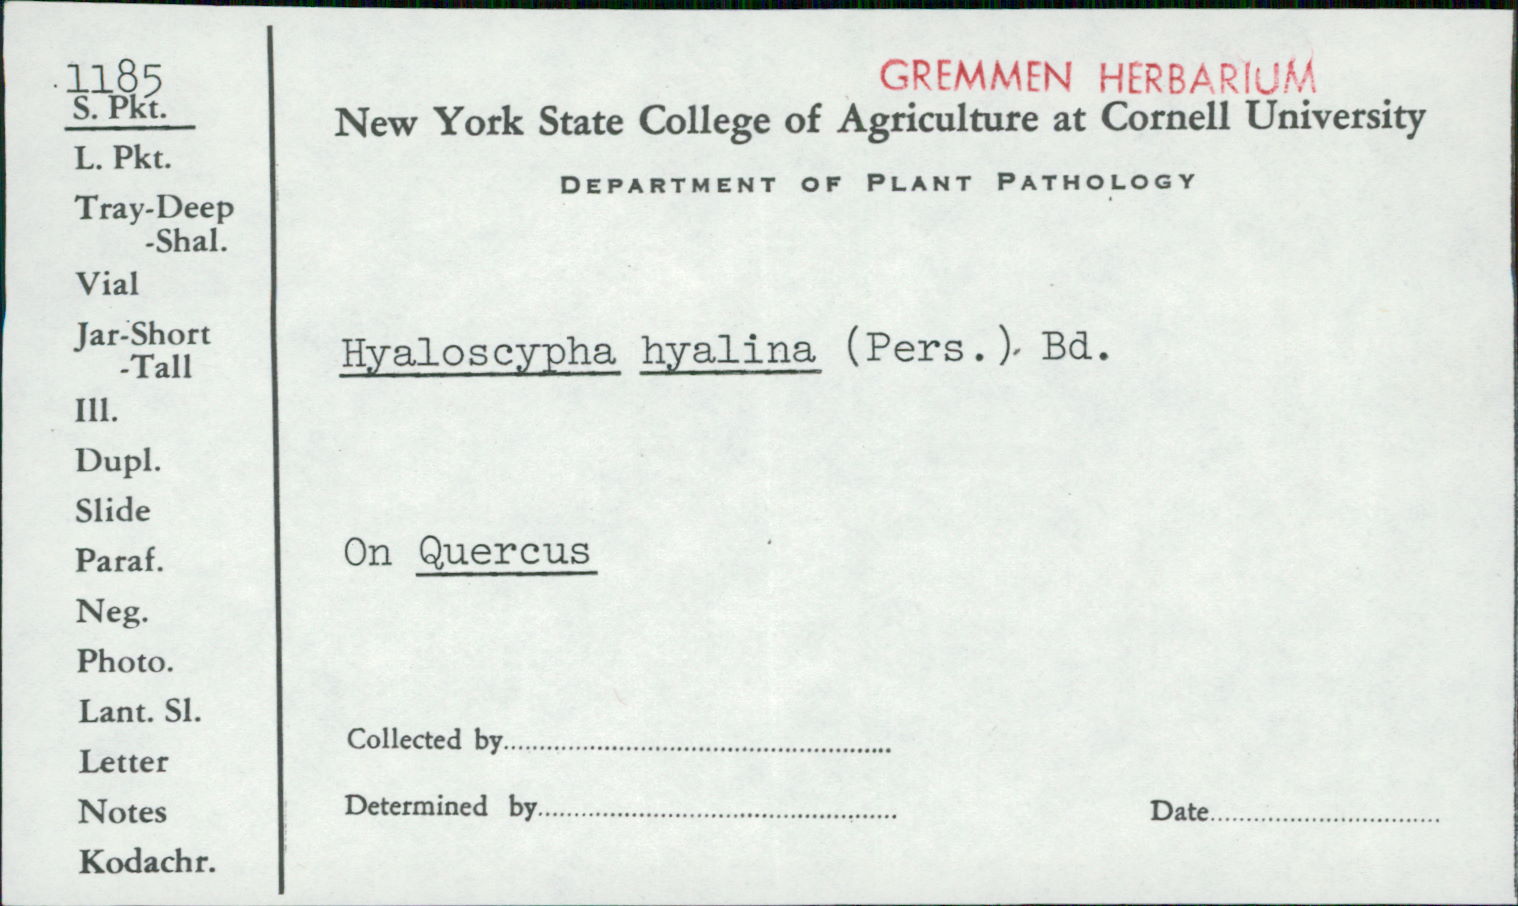 1185
S. Pkt.
L. Pkt.
Tray-Deep
-Shal.
Vial
Jar-Short
-Tall
Ill.
Dupl.
Slide
Paraf.
Neg.
Photo.
Lant. Sl.
Letter
Notes
Kodachr.
GREMMEN HERBARIUM
New York State College of Agriculture at Cornell University
DEPARTMENT OF PLANT PATHOLOGY
Hyaloscypha hyalina (Pers.) Bd.
On Quercus
Collected by
Determined by
Date